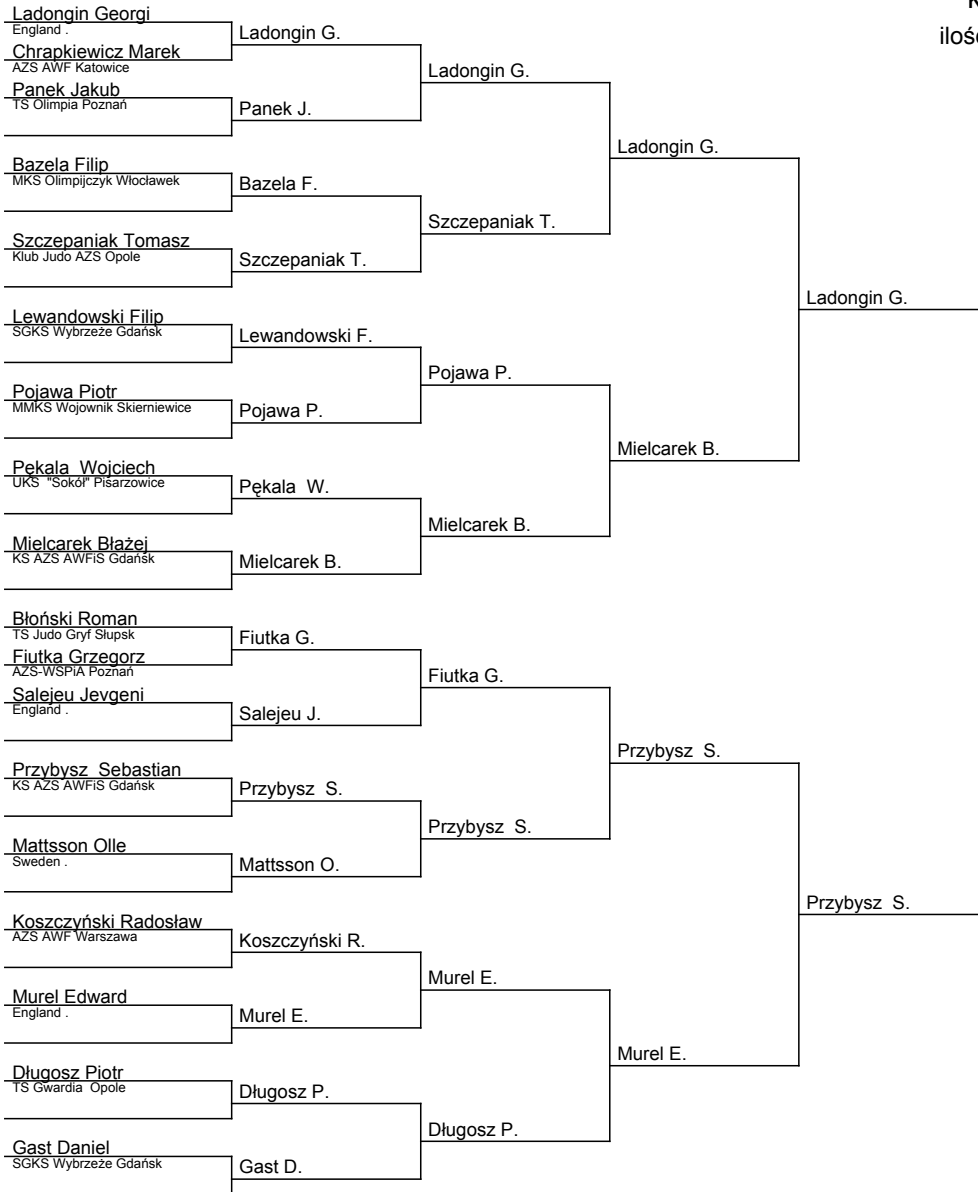 Ladongin Georgi
England .
Chrapkiewicz Marek
AZS AWF Katowice
Panek Jakub
TS Olimpia Poznań
Bazela Filip
MKS Olimpijczyk Włocławek
Szczepaniak Tomasz
Klub Judo AZS Opole
Lewandowski Filip
SGKS Wybrzeże Gdańsk
Pojawa Piotr
MMKS Wojownik Skierniewice
Pękala Wojciech
UKS "Sokół" Pisarzowice
Mielcarek Błażej
KS AZS AWFiS Gdańsk
Błoński Roman
TS Judo Gryf Słupsk
Fiutka Grzegorz
AZS-WSPiA Poznań
Salejeu Jevgeni
England .
Przybysz Sebastian
KS AZS AWFiS Gdańsk
Mattsson Olle
Sweden .
Koszczyński Radosław
AZS AWF Warszawa
Murel Edward
England .
Długosz Piotr
TS Gwardia Opole
Gast Daniel
SGKS Wybrzeże Gdańsk
Ladongin G.
Panek J.
Bazela F.
Szczepaniak T.
Lewandowski F.
Pojawa P.
Pękala W.
Mielcarek B.
Fiutka G.
Salejeu J.
Przybysz S.
Mattsson O.
Koszczyński R.
Murel E.
Długosz P.
Gast D.
Ladongin G.
Szczepaniak T.
Pojawa P.
Mielcarek B.
Fiutka G.
Przybysz S.
Murel E.
Długosz P.
Ladongin G.
Mielcarek B.
Przybysz S.
Murel E.
Ladongin G.
Przybysz S.